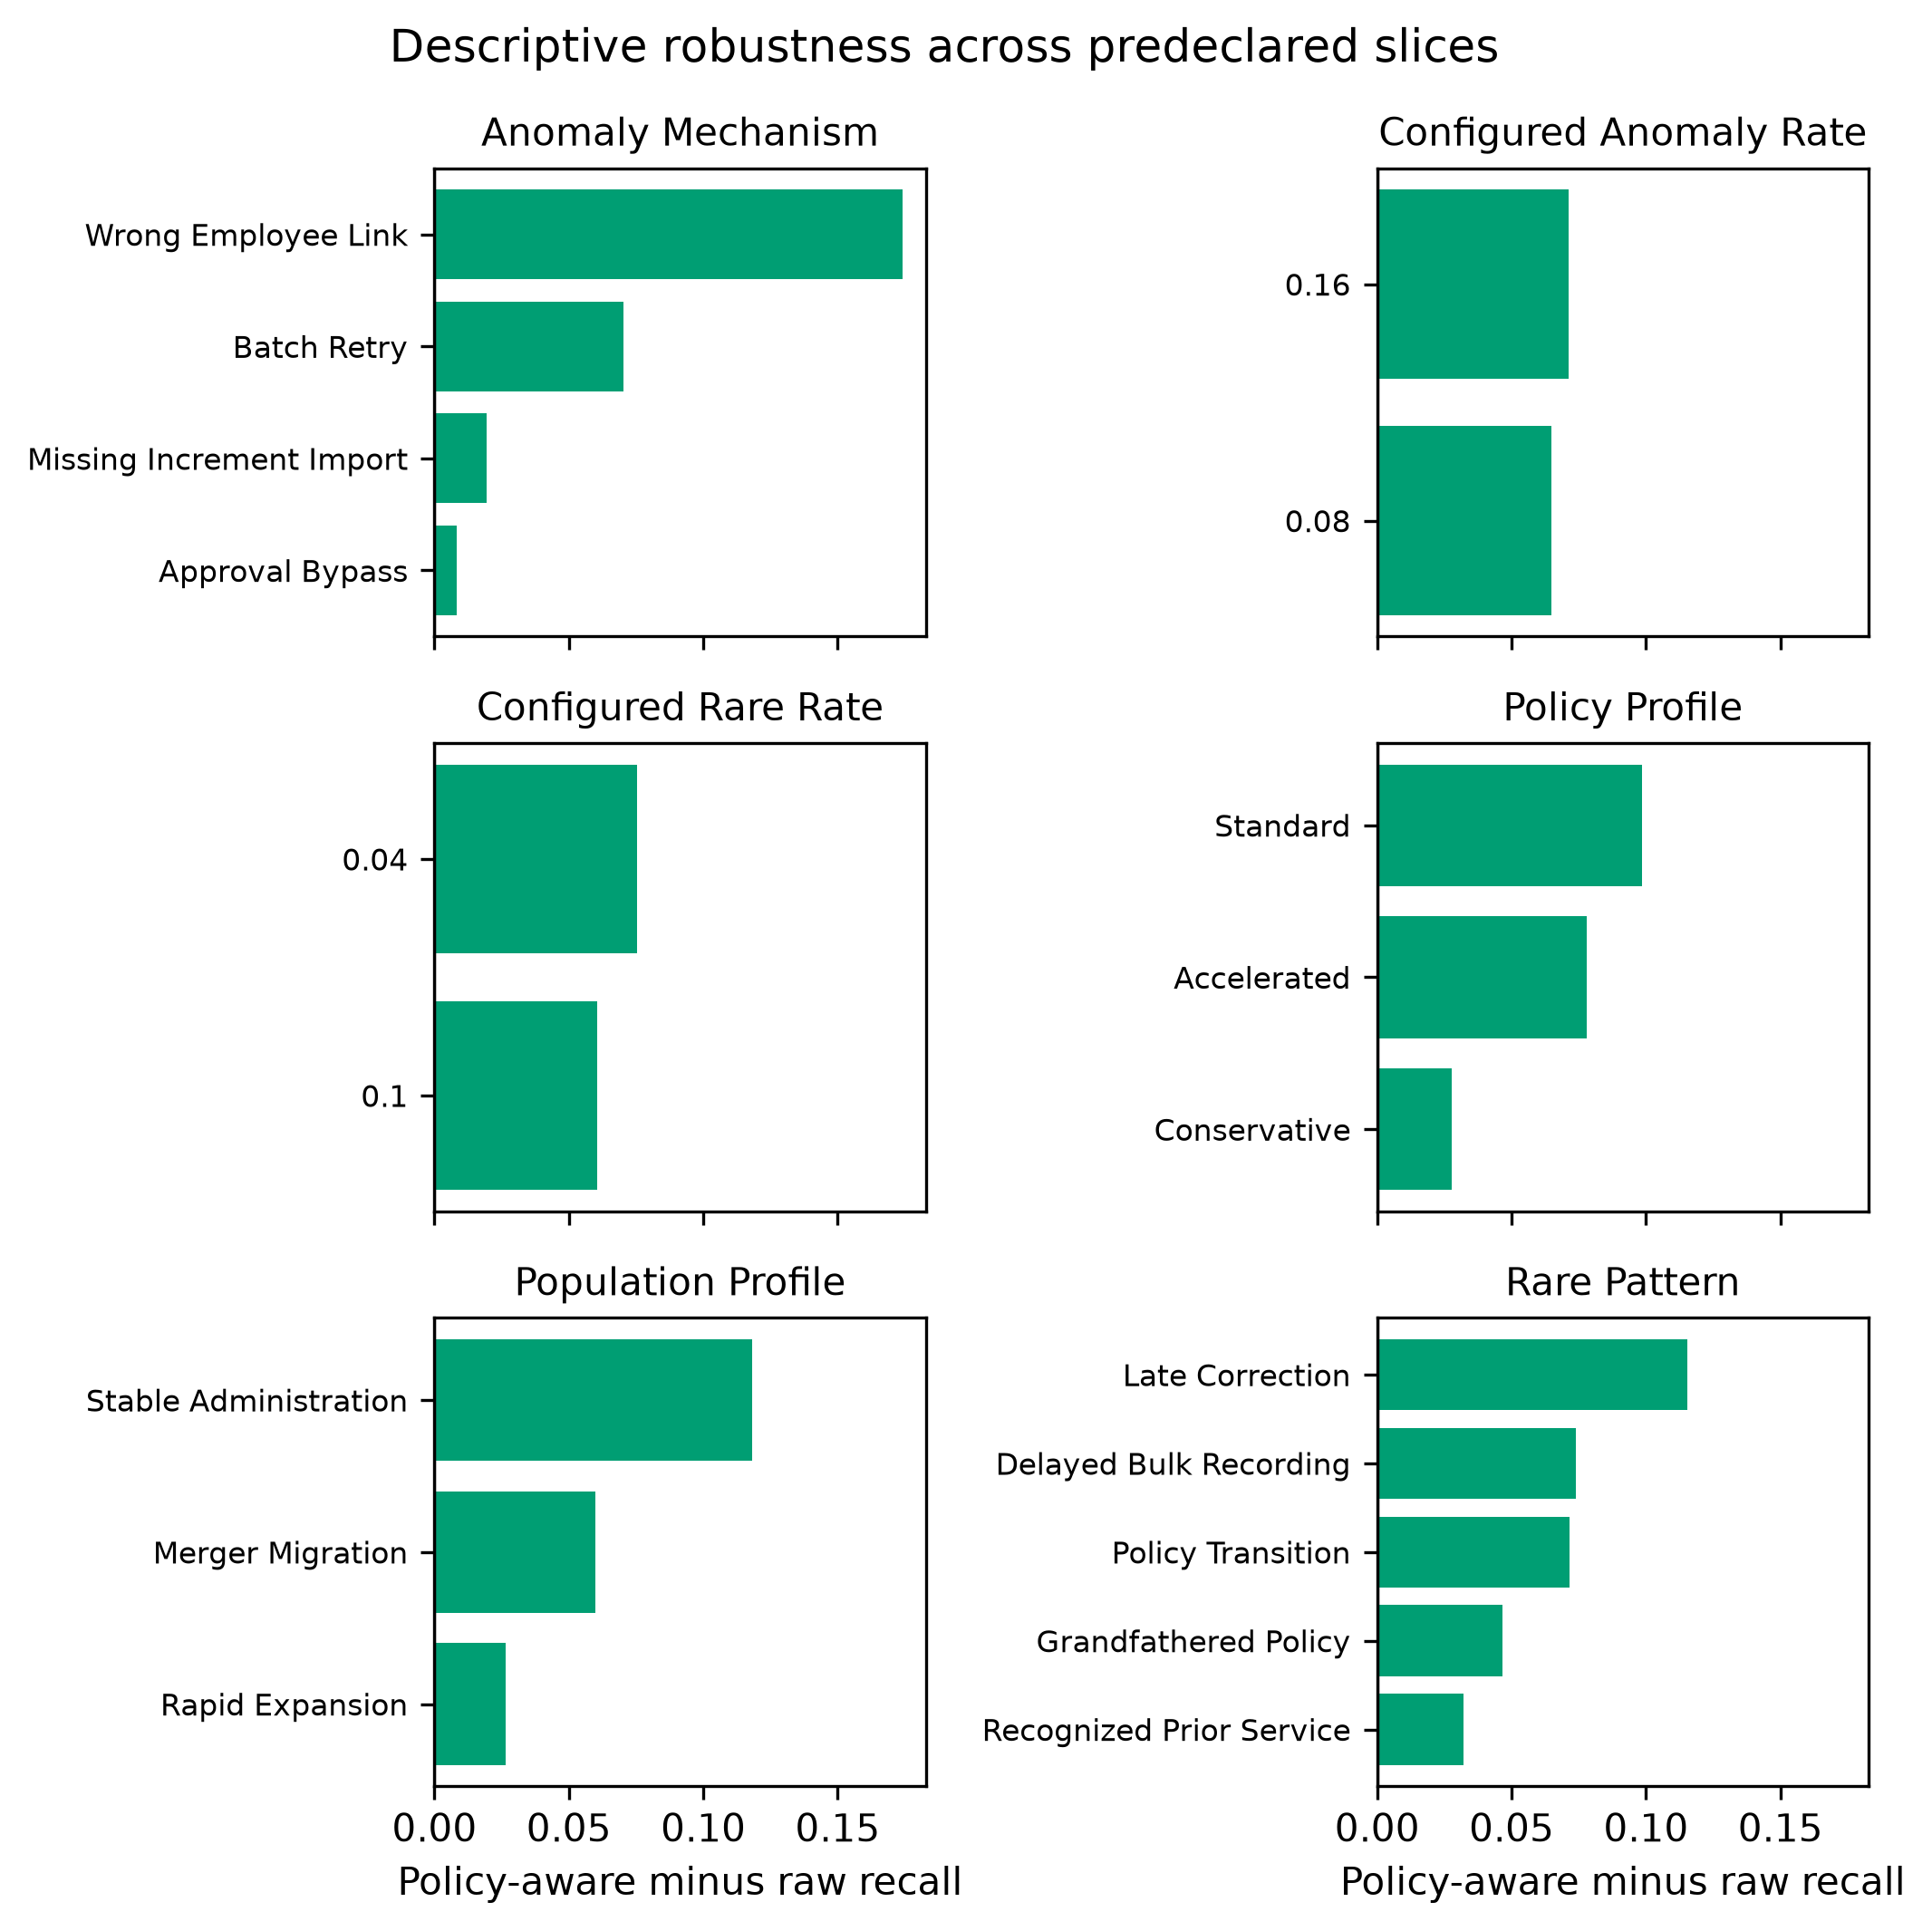 Descriptive robustness across predeclared slices
Anomaly Mechanism
Wrong Employee Link
Batch Retry
Missing Increment Import
Approval Bypass
Configured Anomaly Rate
0.16
0.08
Configured Rare Rate
0.04
0.1
Policy Profile
Standard
Accelerated
Conservative
Population Profile
Stable Administration
Merger Migration
Rapid Expansion
0.00 0.05 0.10 0.15
Policy-aware minus raw recall
Rare Pattern
Late Correction
Delayed Bulk Recording
Policy Transition
Grandfathered Policy
Recognized Prior Service
0.00 0.05 0.10 0.15
Policy-aware minus raw recall